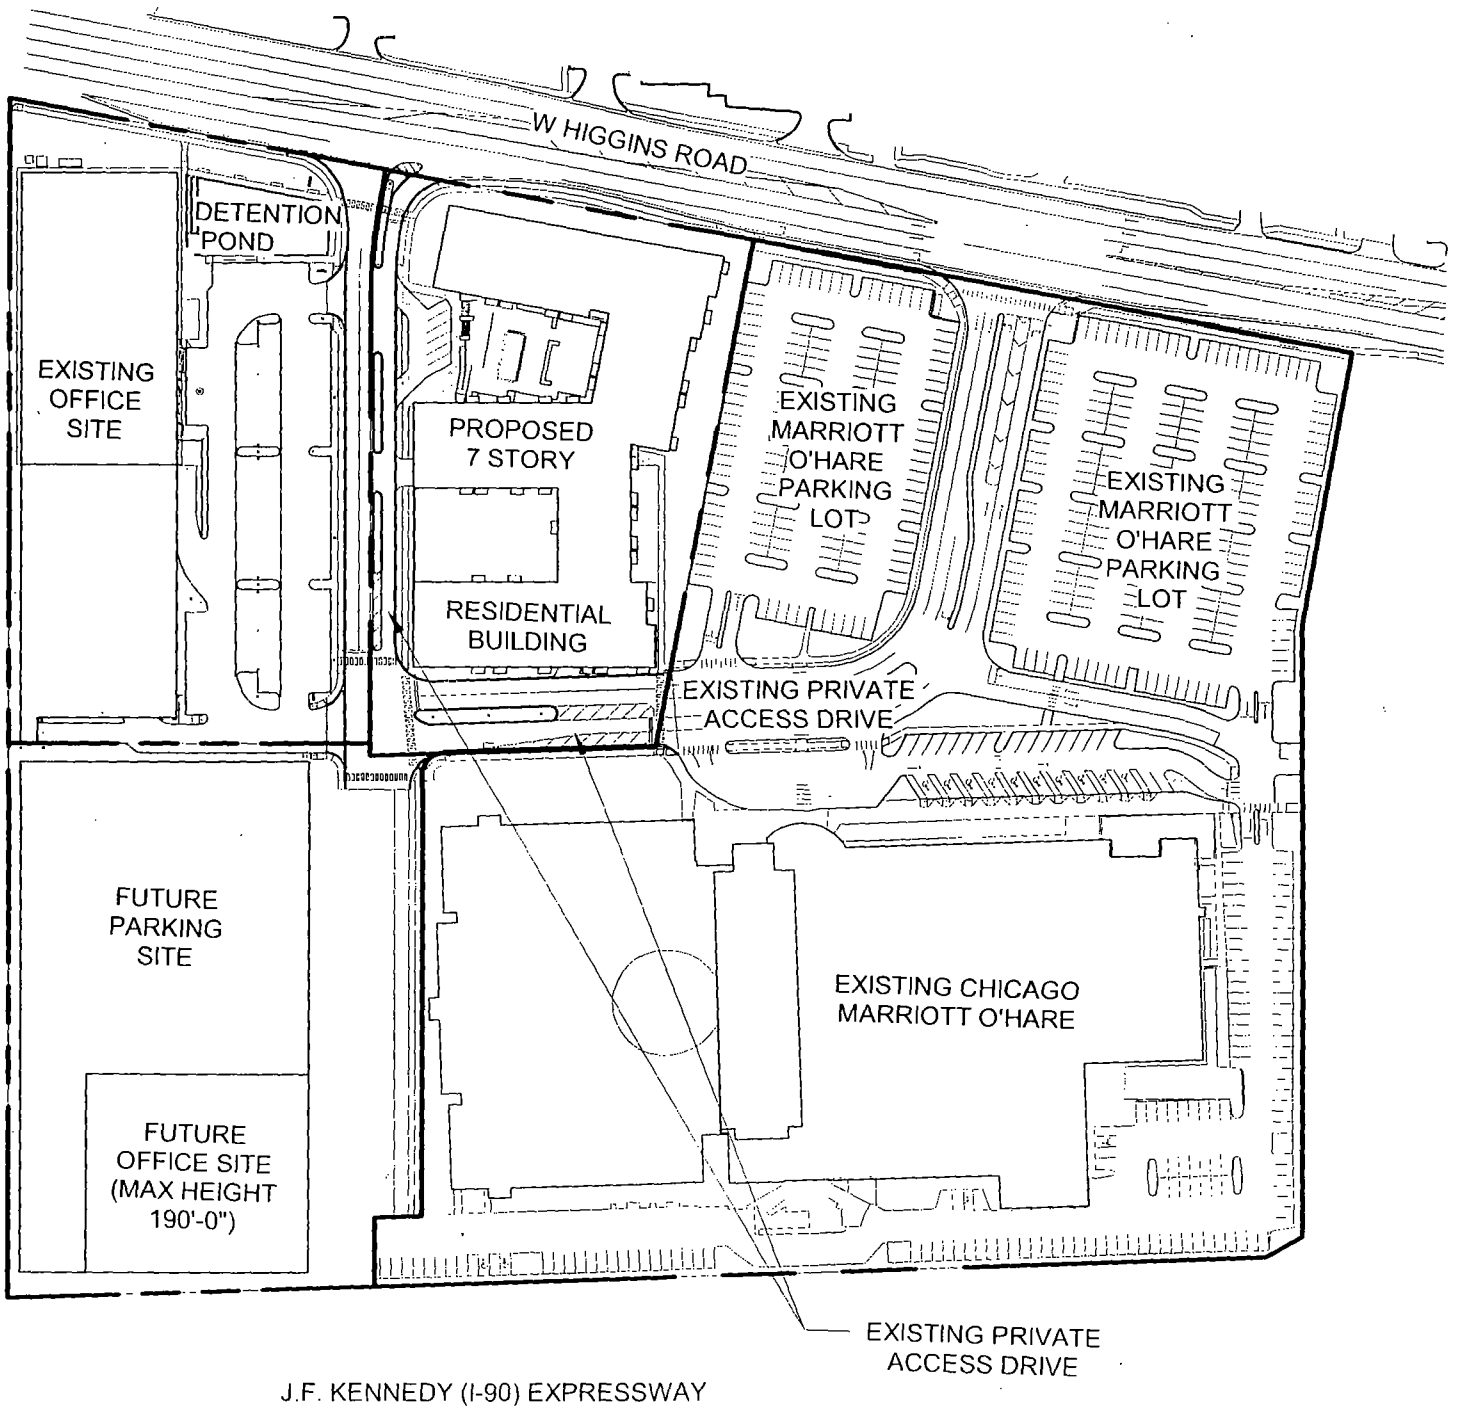 W HIGGINS ROAD
DETENTION
POND
EXISTING
OFFICE
SITE
PROPOSED
7 STORY
RESIDENTIAL
BUILDING
EXISTING
MARRIOTT
O'HARE
PARKING
LOT
EXISTING
MARRIOTT
O'HARE
PARKING
LOT
EXISTING PRIVATE
ACCESS DRIVE
FUTURE
PARKING
SITE
EXISTING CHICAGO
MARRIOTT O'HARE
FUTURE
OFFICE SITE
(MAX HEIGHT
190'-0")
EXISTING PRIVATE
ACCESS DRIVE
J.F. KENNEDY (I-90) EXPRESSWAY